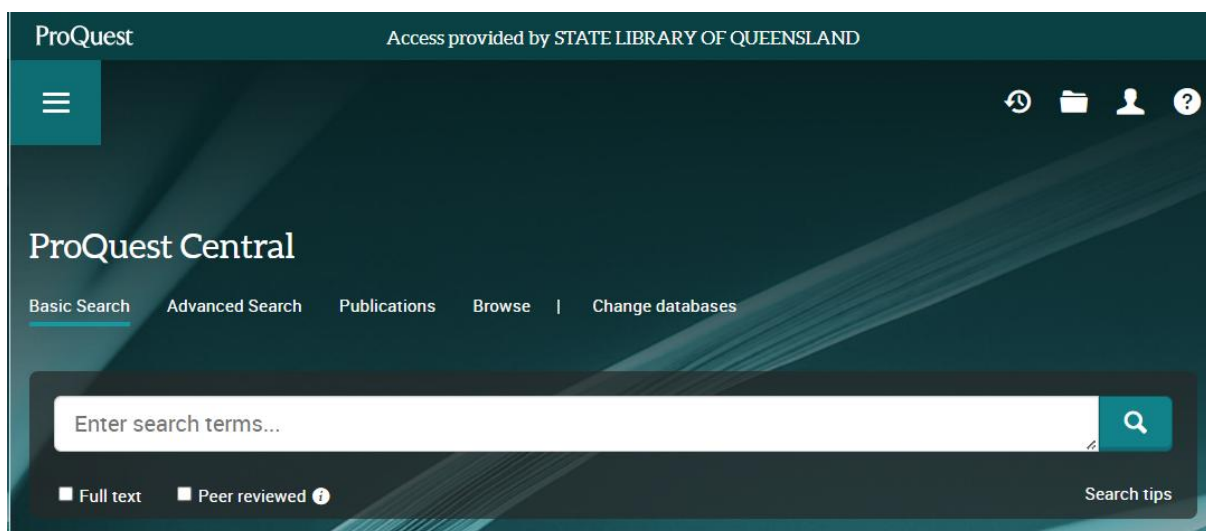 ProQuest Access provided by STATE LIBRARY OF QUEENSLAND
ProQuest Central
Basic Search Advanced Search Publications Browse | Change databases
Enter search terms...
Full text Peer reviewed Search tips